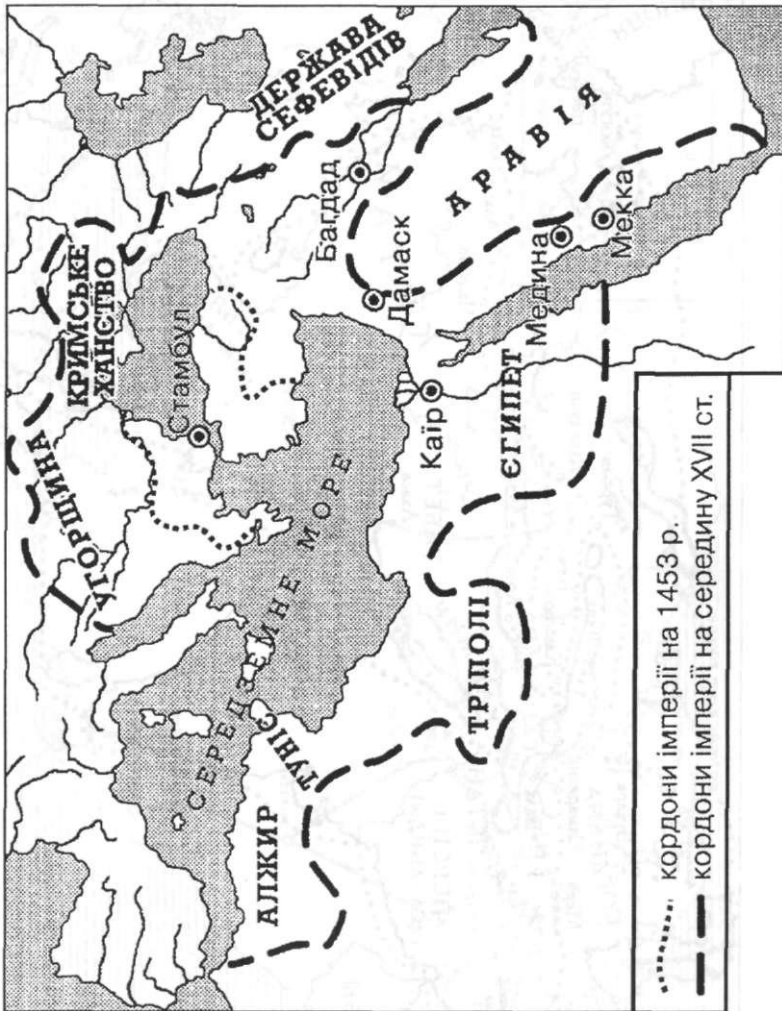 ДЕРЖАВА
СЕФЕВІДІВ
КРИМСЬКЕ
ХАНСТВО
УГОРЩИНА
Стамбул
Багдад
Дамаск
АРАВІЯ
Медина
Мекка
Каїр
ЄГИПЕТ
СЕРЕДЗЕМНЕ МОРЕ
ТРІПОЛІ
ТУНІС
АЛЖИР
кордони імперії на 1453 р.
кордони імперії на середину XVII ст.